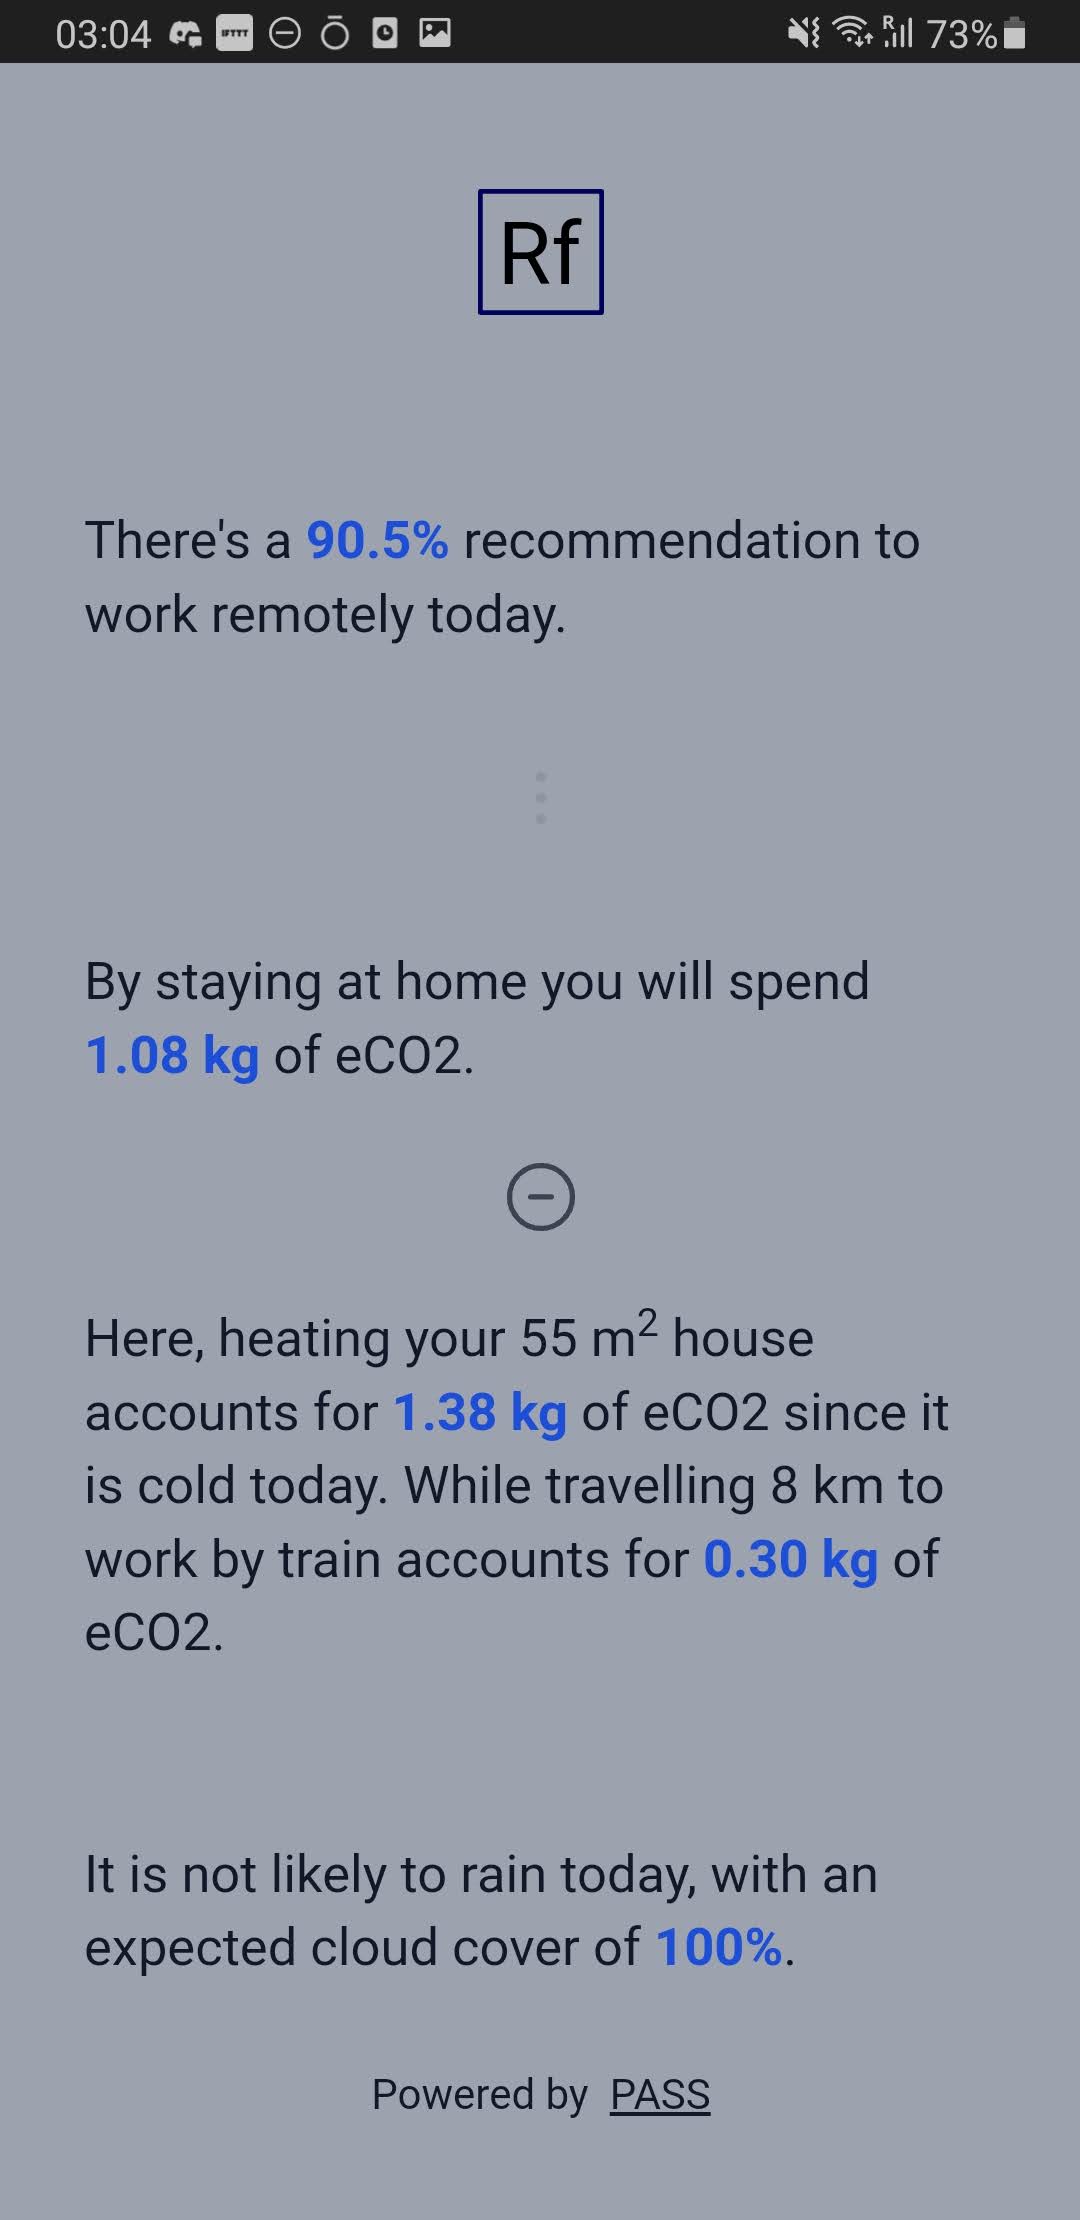 03:04 IFTTT R 73%
Rf
There's a 90.5% recommendation to
work remotely today.
By staying at home you will spend
1.08 kg of eCO2.
Here, heating your 55 m² house
accounts for 1.38 kg of eCO2 since it
is cold today. While travelling 8 km to
work by train accounts for 0.30 kg of
eCO2.
It is not likely to rain today, with an
expected cloud cover of 100%.
Powered by PASS